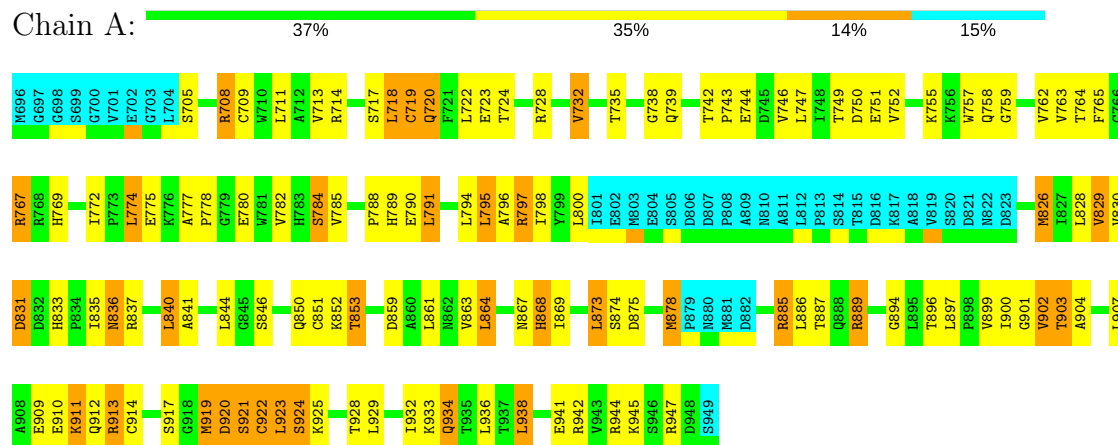 Chain A:
37% 35% 14% 15%
M696 G697 G698 S699 G700 V701 E702 G703 L704 S705 R708 C709 W710 L711 A712 V713 R714 S717 L718 C719 Q720 F721 L722 E723 T724 R728 V732 T735 G738 Q739 T742 P743 E744 D745 V746 L747 I748 T749 D750 E751 V752 K755 K756 W757 Q758 G759 V762 V763 T764 F765 C766
R767 R768 H769 I772 P773 L774 E775 K776 A777 P778 G779 E780 W781 V782 H783 S784 V785 P788 H789 E790 L791 L794 L795 A796 R797 I798 Y799 L800 I801 E802 M803 E804 S805 D806 D807 P808 A809 N810 A811 L812 P813 S814 T815 D816 K817 A818 V819 S820 D821 N822 D823 M826 I827 L828 V829
D831 D832 H833 P834 I835 N836 R837 L840 A841 L844 G845 S846 Q850 C851 K852 T853 D859 A860 L861 N862 V863 L864 N867 H868 I869 L873 S874 D875 M878 P879 N880 M881 D882 R885 L886 T887 Q888 R889 G894 L895 T896 L897 P898 V899 I900 G901 V902 T903 A904 L907
A908 E909 E910 K911 Q912 R913 C914 S917 G918 M919 D920 S921 C922 L923 S924 K925 T928 L929 I932 K933 Q934 T935 L936 T937 L938 E941 R942 V943 R944 K945 S946 R947 D948 S949